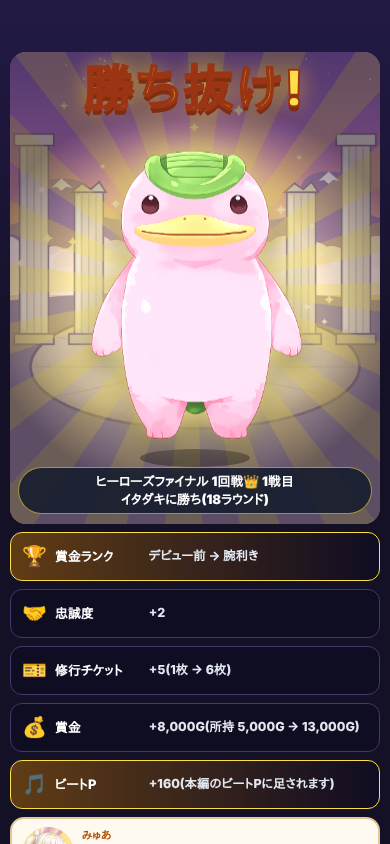 勝ち抜け!
ヒーローズファイナル 1回戦👑 1戦目
イタダキに勝ち(18ラウンド)
🏆 賞金ランク デビュー前 → 腕利き
🤝 忠誠度 +2
🎫 修行チケット +5(1枚 → 6枚)
💰 賞金 +8,000G(所持 5,000G → 13,000G)
🎵 ビートP +160(本編のビートPに足されます)
みゅあ